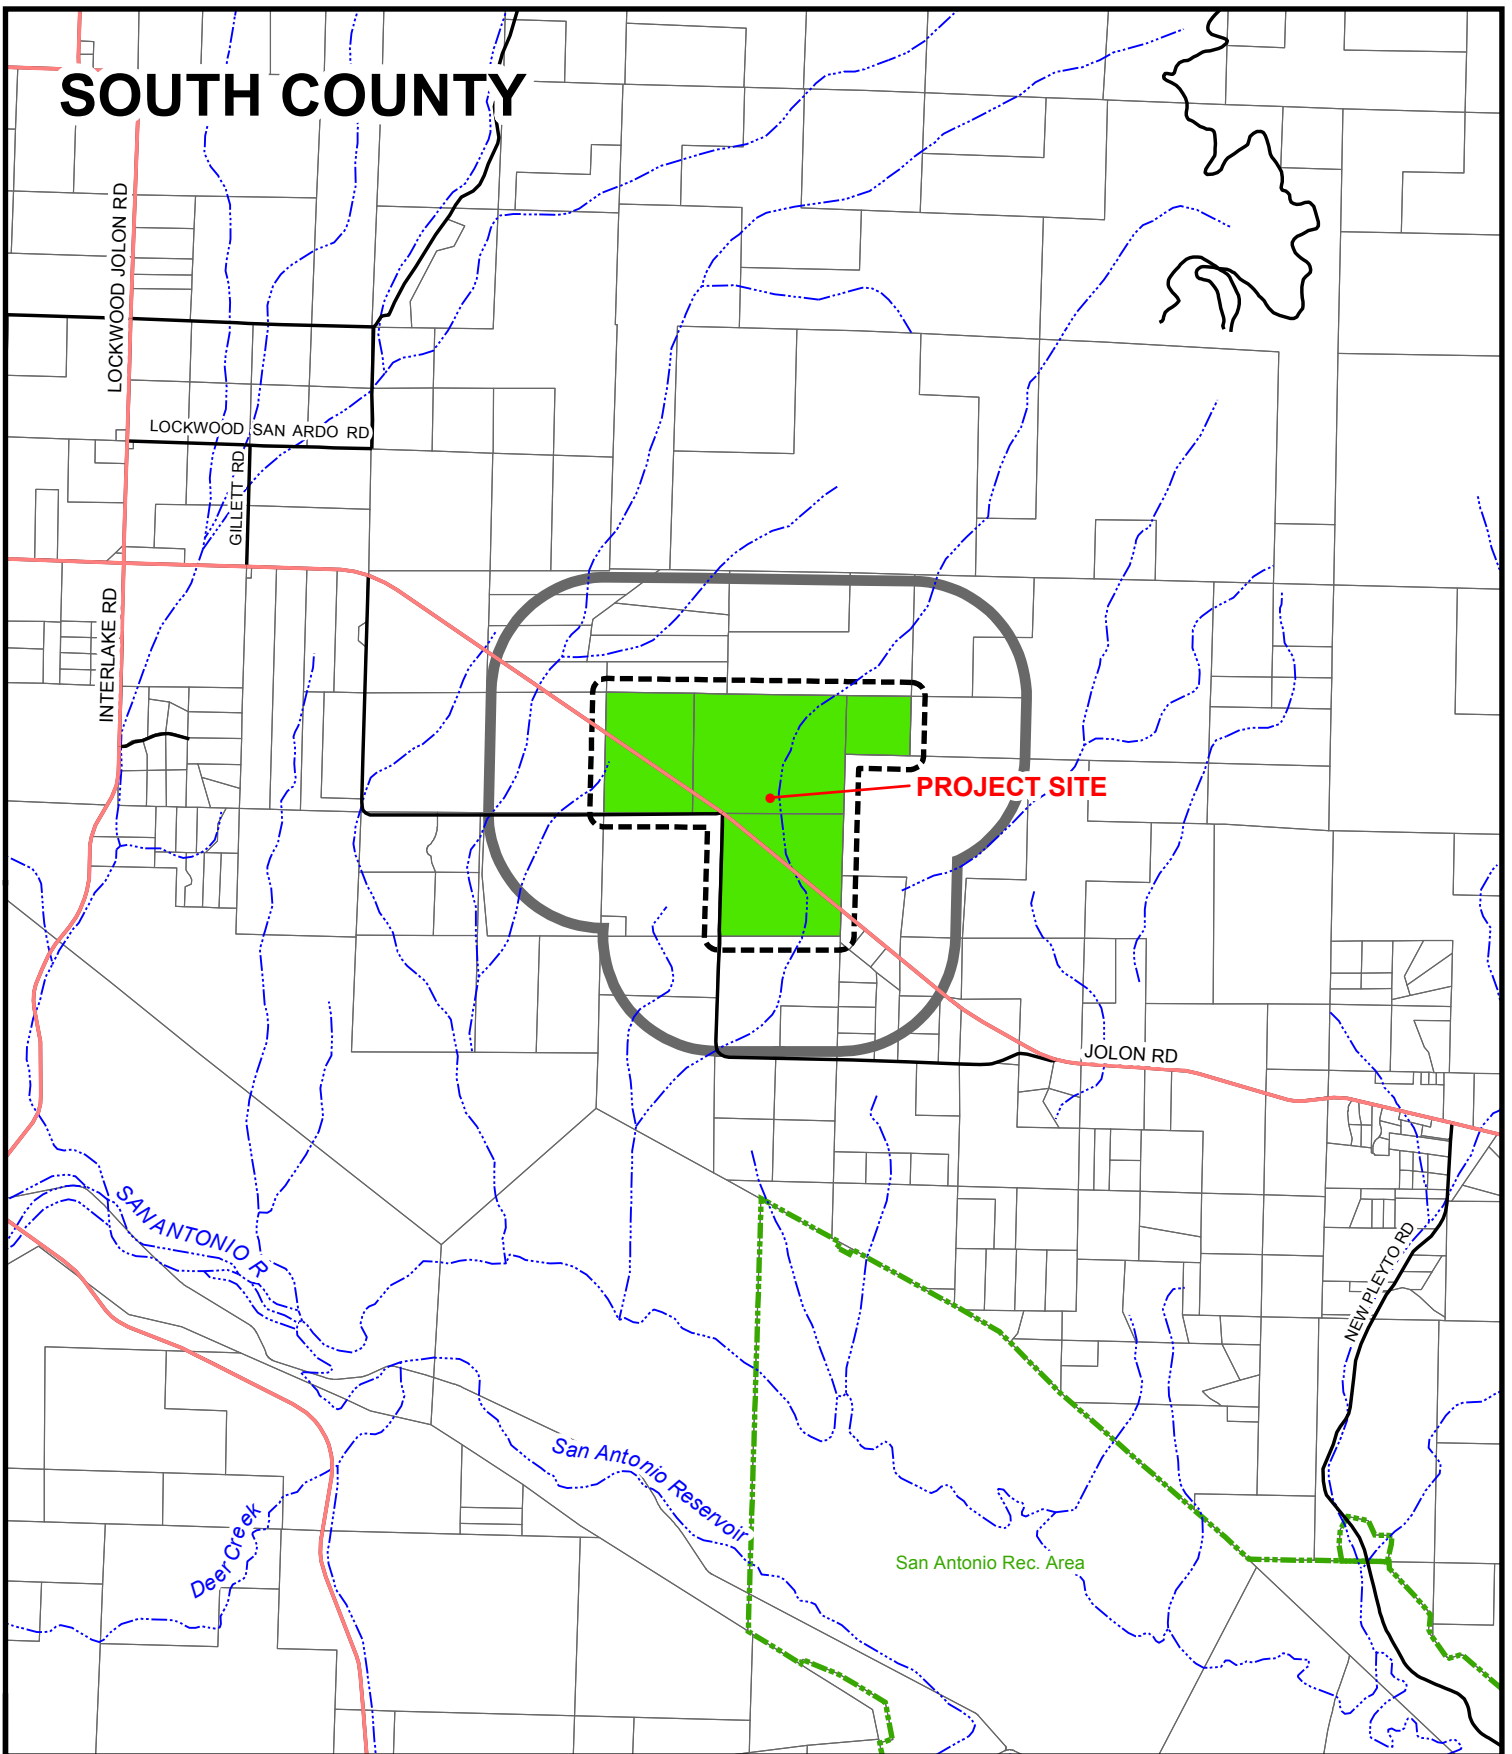 SOUTH COUNTY
LOCKWOOD JOLON RD
LOCKWOOD SAN ARDO RD
GILLETT RD
INTERLAKE RD
PROJECT SITE
JOLON RD
SAN ANTONIO R
NEW PLEYTO RD
San Antonio Reservoir
Deer Creek
San Antonio Rec. Area